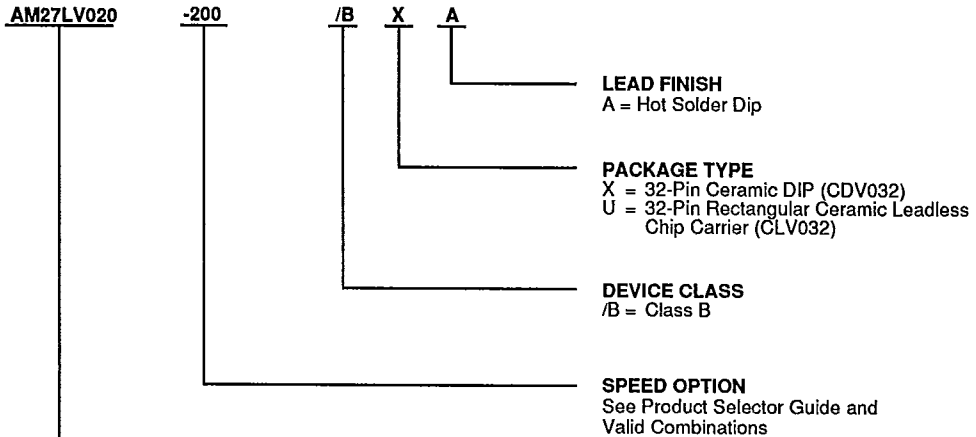 AM27LV020 -200 /B X A
LEAD FINISH
A = Hot Solder Dip
PACKAGE TYPE
X = 32-Pin Ceramic DIP (CDV032)
U = 32-Pin Rectangular Ceramic Leadless
Chip Carrier (CLV032)
DEVICE CLASS
/B = Class B
SPEED OPTION
See Product Selector Guide and
Valid Combinations